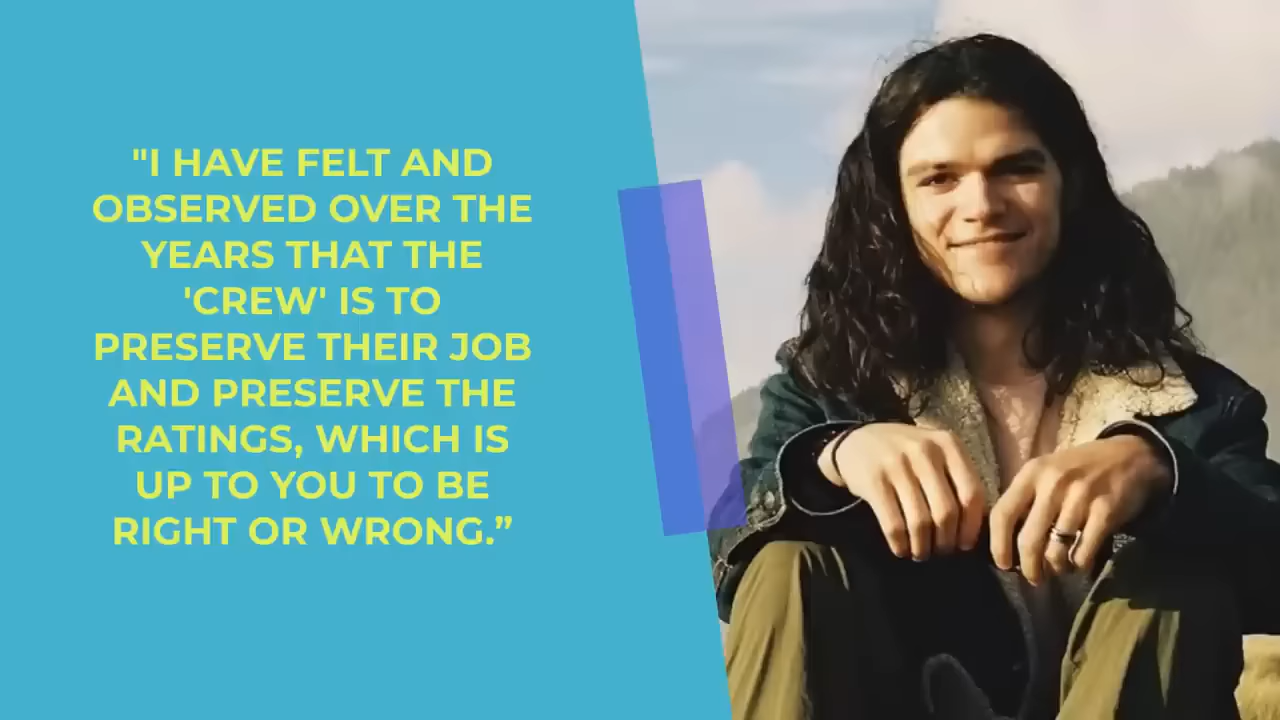 "I HAVE FELT AND
OBSERVED OVER THE
YEARS THAT THE
'CREW' IS TO
PRESERVE THEIR JOB
AND PRESERVE THE
RATINGS, WHICH IS
UP TO YOU TO BE
RIGHT OR WRONG.”